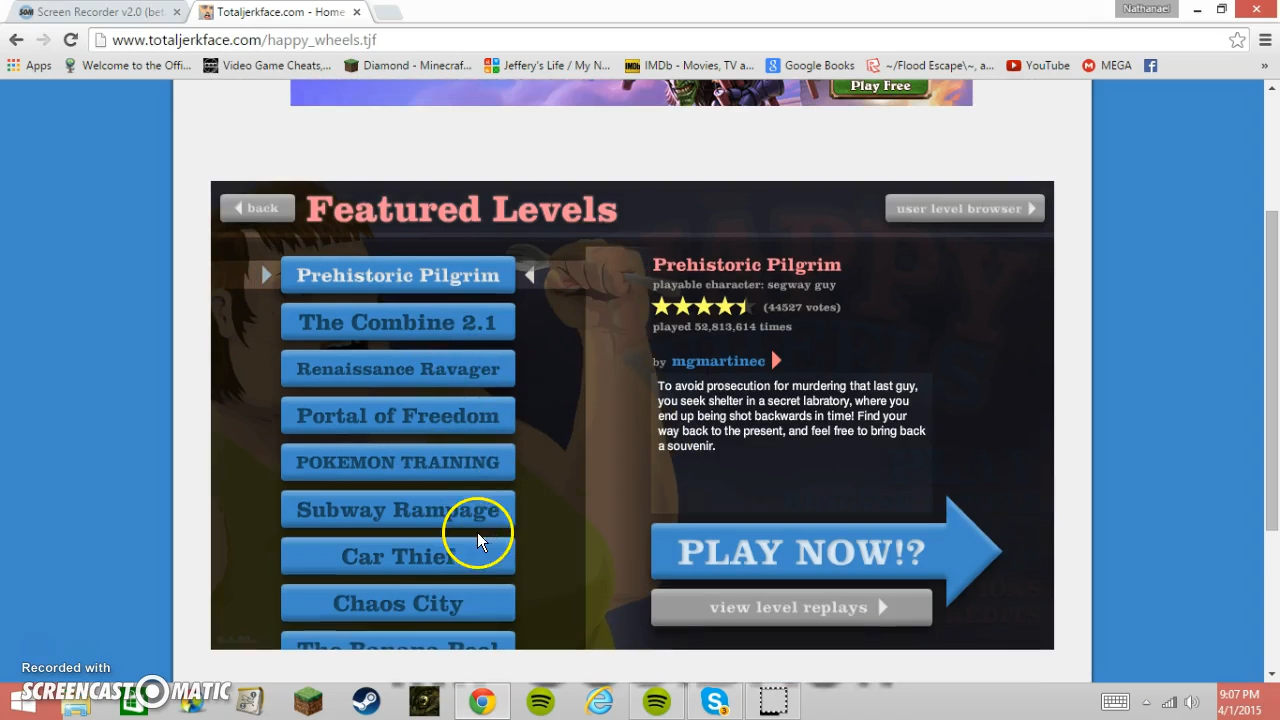 Screen Recorder v2.0 (bet
Totaljerkface.com - Home
Nathanael
www.totaljerkface.com/happy_wheels.tjf
Apps
Welcome to the Offi...
Video Game Cheats,...
Diamond - Minecraf...
Jeffery's Life / My N...
IMDb - Movies, TV a...
Google Books
~/Flood Escape\~, a...
YouTube
MEGA
»
Play Free
back
Featured Levels
user level browser
Prehistoric Pilgrim
The Combine 2.1
Renaissance Ravager
Portal of Freedom
POKEMON TRAINING
Subway Rampage
Car Thief
Chaos City
The Banana Peel
Prehistoric Pilgrim
playable character: segway guy
(44527 votes)
played 52,813,614 times
by mgmartinec
To avoid prosecution for murdering that last guy,
you seek shelter in a secret labratory, where you
end up being shot backwards in time! Find your
way back to the present, and feel free to bring back
a souvenir.
PLAY NOW!?
view level replays
Recorded with
SCREENCAST-O-MATIC
3
9:07 PM
4/1/2015